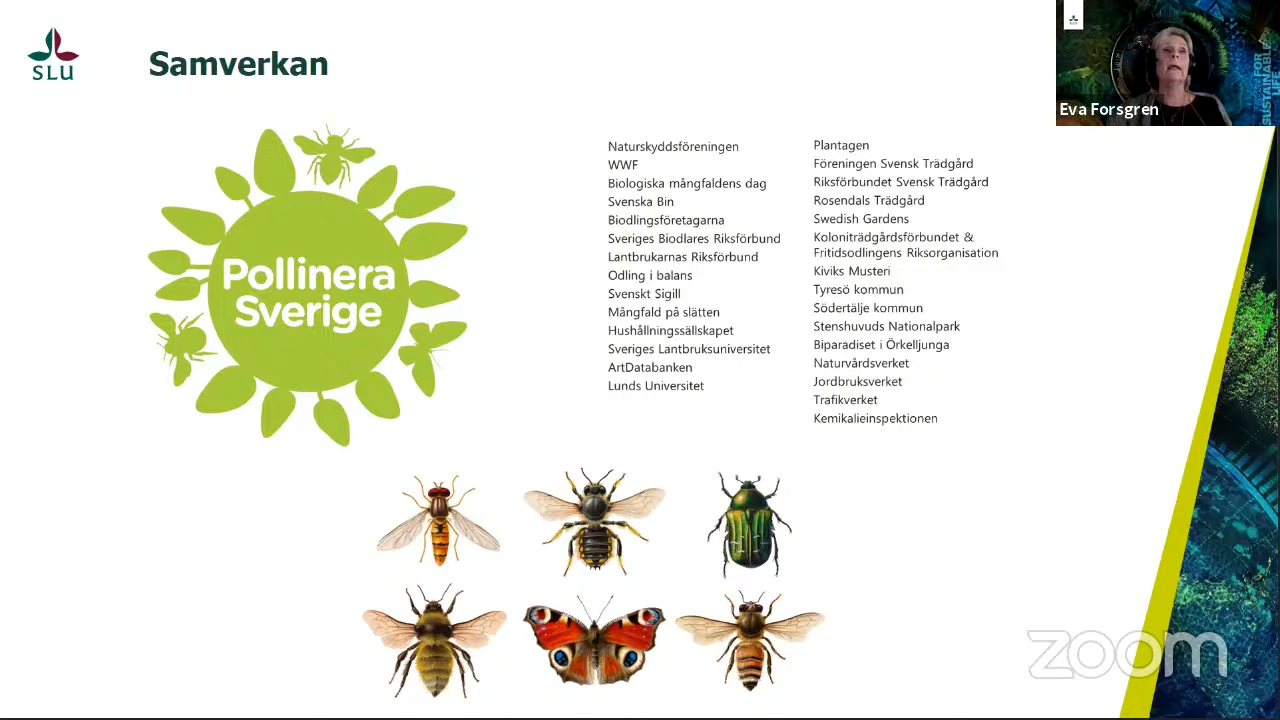 SLU
Samverkan
Eva Forsgren
FOR
SUSTAINABLE
LIFE
Pollinera
Sverige
Naturskyddsföreningen
WWF
Biologiska mångfaldens dag
Svenska Bin
Biodlingsföretagarna
Sveriges Biodlares Riksförbund
Lantbrukarnas Riksförbund
Odling i balans
Svenskt Sigill
Mångfald på slätten
Hushållningssällskapet
Sveriges Lantbruksuniversitet
ArtDatabanken
Lunds Universitet
Plantagen
Föreningen Svensk Trädgård
Riksförbundet Svensk Trädgård
Rosendals Trädgård
Swedish Gardens
Koloniträdgårdsförbundet &
Fritidsodlingens Riksorganisation
Kiviks Musteri
Tyresö kommun
Södertälje kommun
Stenshuvuds Nationalpark
Biparadiset i Örkelljunga
Naturvårdsverket
Jordbruksverket
Trafikverket
Kemikalieinspektionen
zoom